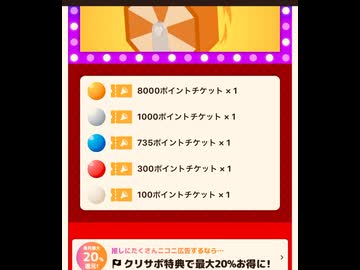 8000ポイントチケット × 1
1000ポイントチケット × 1
735ポイントチケット × 1
300ポイントチケット × 1
100ポイントチケット × 1
推しにたくさんニコニ広告するなら…
20%
クリサポ特典で最大20%お得に!